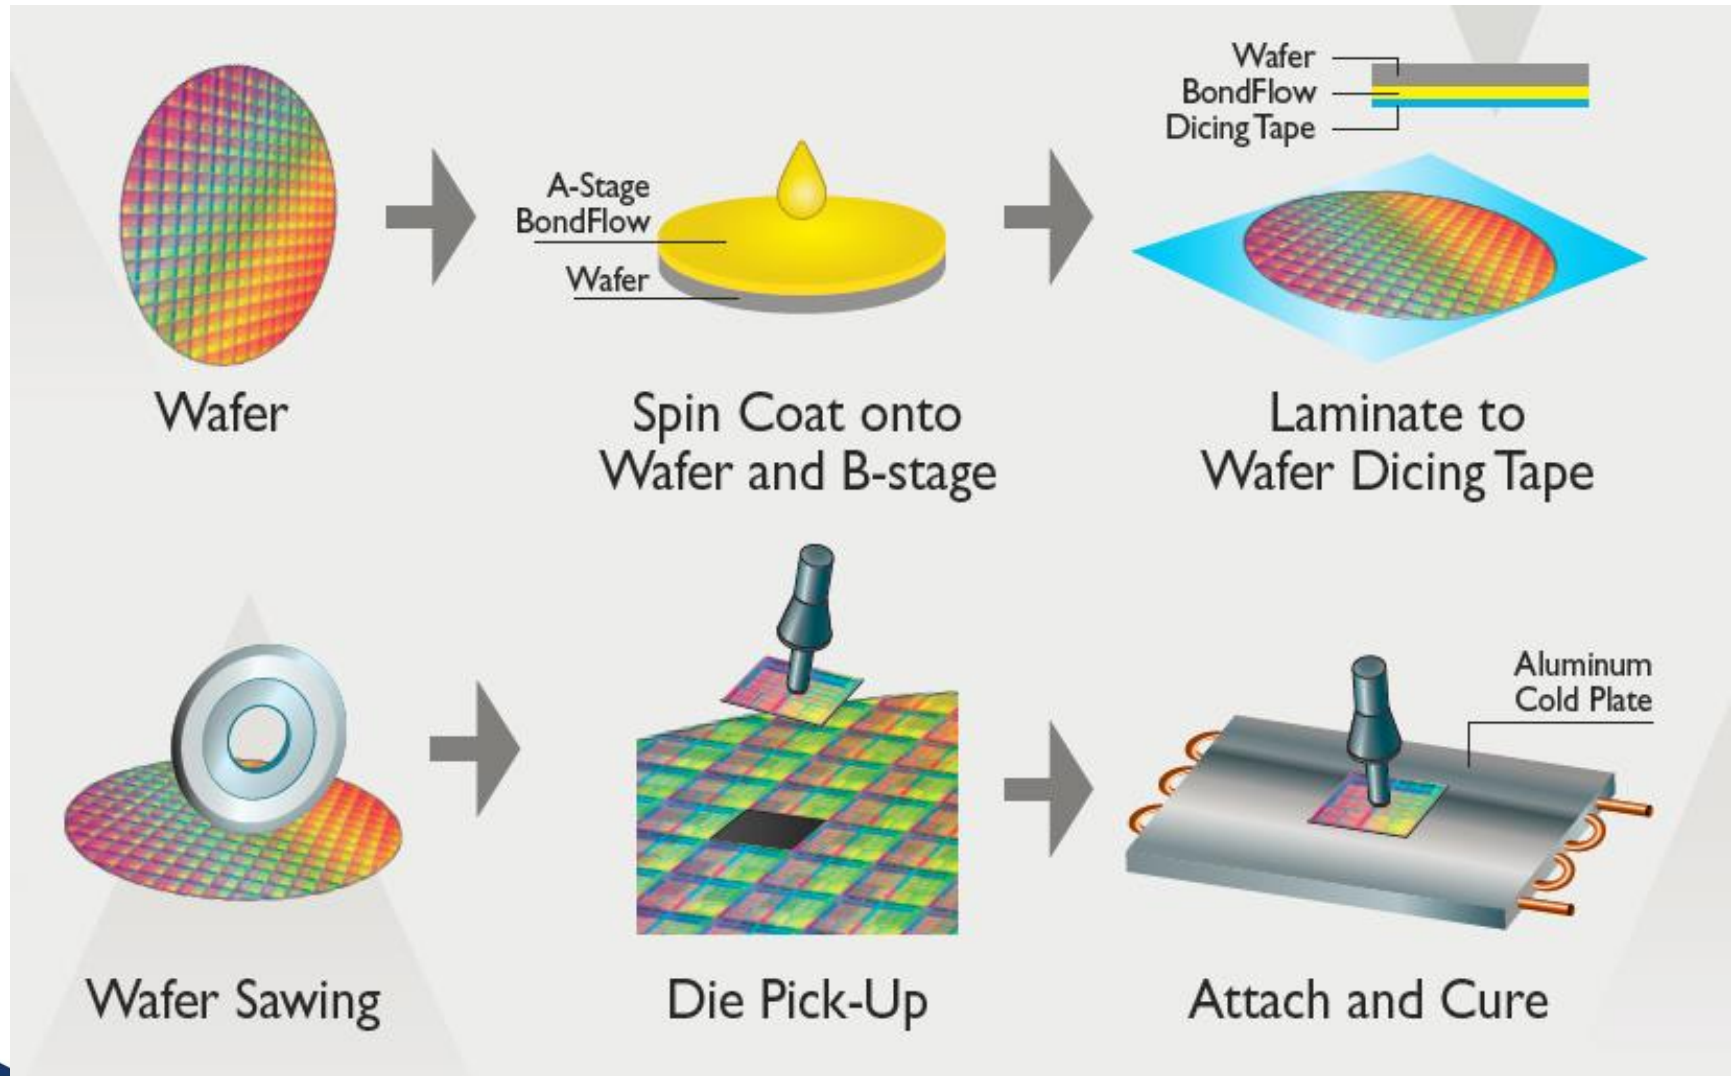 Wafer
A-Stage
BondFlow
Wafer
Spin Coat onto
Wafer and B-stage
Wafer
BondFlow
Dicing Tape
Laminate to
Wafer Dicing Tape
Wafer Sawing
Die Pick-Up
Aluminum
Cold Plate
Attach and Cure